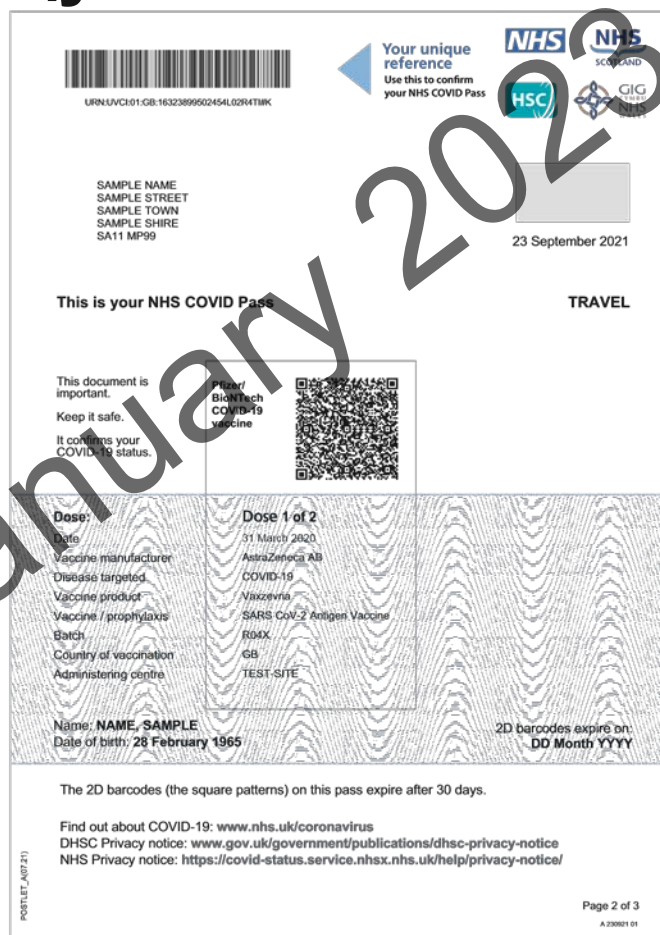 Your unique
reference
Use this to confirm
your NHS COVID Pass
NHS
NHS
SCOTLAND
HSC
GIG
CYMRU
NHS
WALES
URN:UVCI:01:GB:16323899502454L02R4TIMK
SAMPLE NAME
SAMPLE STREET
SAMPLE TOWN
SAMPLE SHIRE
SA11 MP99
23 September 2021
This is your NHS COVID Pass
TRAVEL
This document is
important.
Keep it safe.
It confirms your
COVID-19 status.
Pfizer/
BioNTech
COVID-19
vaccine
Dose: Dose 1 of 2
Date 31 March 2020
Vaccine manufacturer AstraZeneca AB
Disease targeted COVID-19
Vaccine product Vaxzevria
Vaccine / prophylaxis SARS CoV-2 Antigen Vaccine
Batch R04X
Country of vaccination GB
Administering centre TEST-SITE
Name: NAME, SAMPLE
Date of birth: 28 February 1965
2D barcodes expire on:
DD Month YYYY
The 2D barcodes (the square patterns) on this pass expire after 30 days.
Find out about COVID-19: www.nhs.uk/coronavirus
DHSC Privacy notice: www.gov.uk/government/publications/dhsc-privacy-notice
NHS Privacy notice: https://covid-status.service.nhsx.nhs.uk/help/privacy-notice/
POSTLET_A(07.21)
Page 2 of 3
A 230921 01
anuary 2023